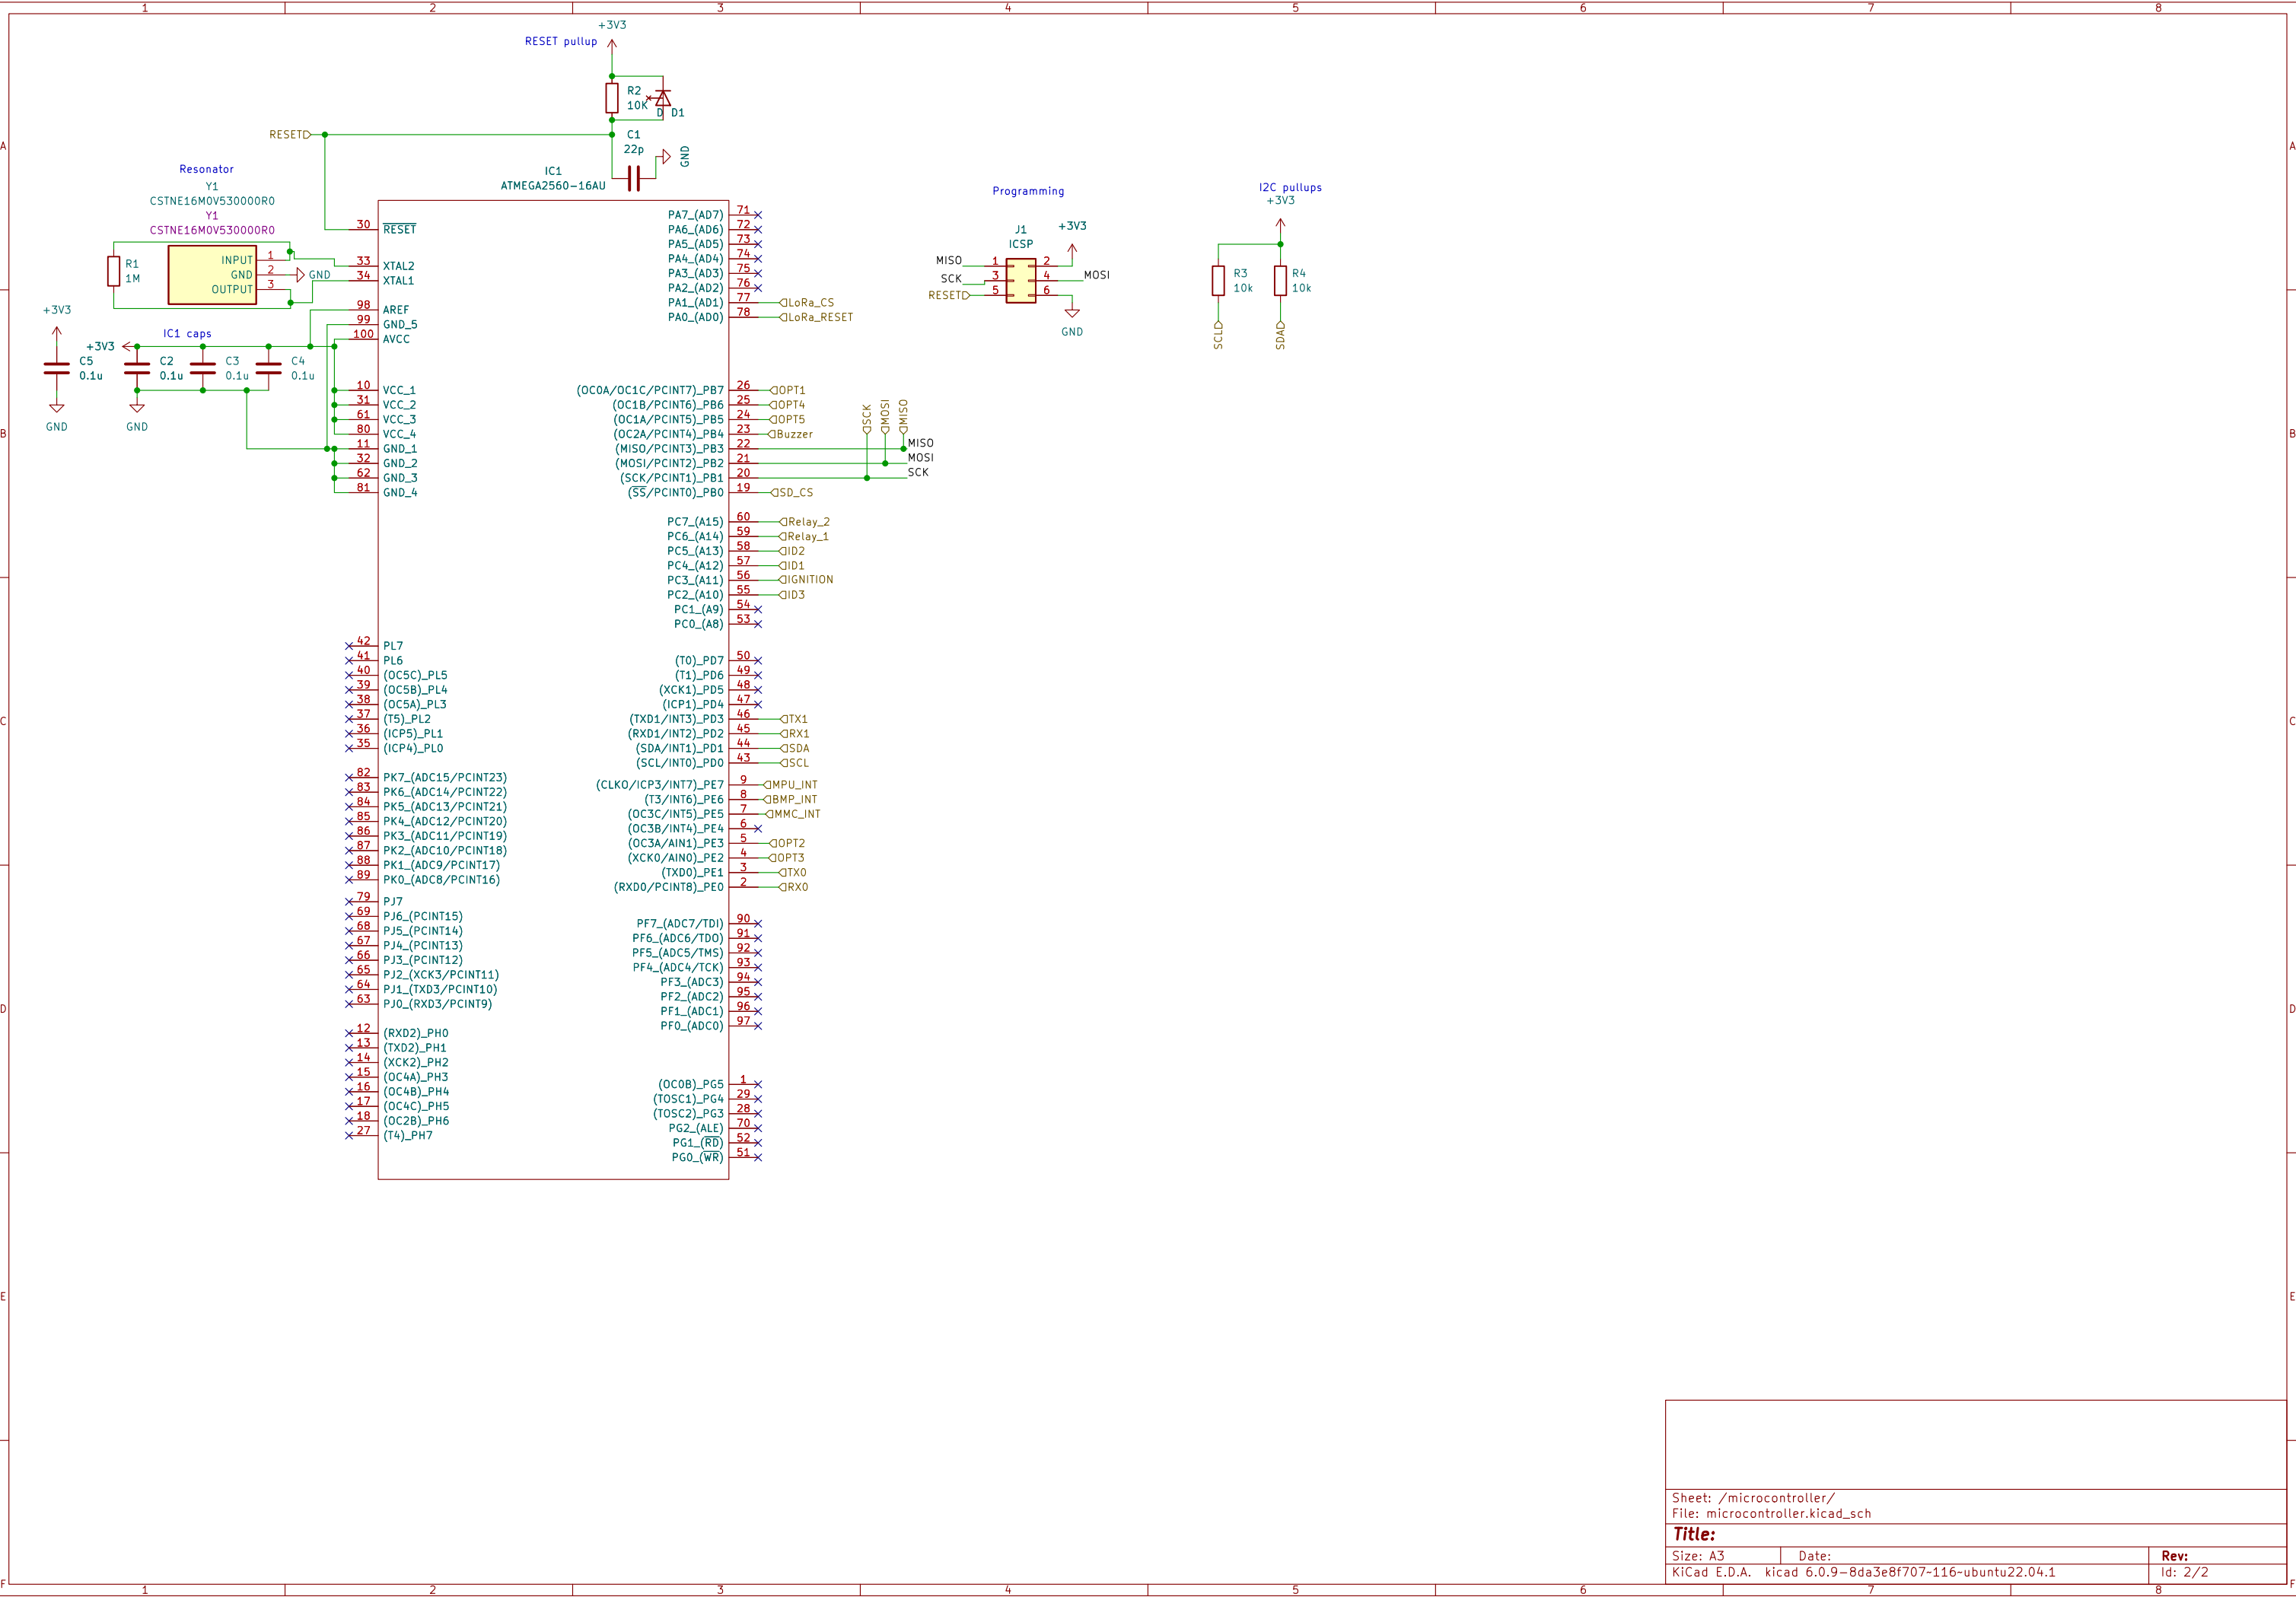 1 2 3 4 5 6 7 8
A B C D E F
A B C D E F
+3V3
RESET pullup
R2
10K
D D1
RESET
C1
22p
GND
Resonator
Y1
CSTNE16M0V530000R0
Y1
CSTNE16M0V530000R0
R1
1M
INPUT 1
GND 2 GND
OUTPUT 3
+3V3
C5
0.1u
GND
IC1 caps
+3V3
C2
0.1u
C3
0.1u
C4
0.1u
GND
IC1
ATMEGA2560-16AU
30 RESET
33 XTAL2
34 XTAL1
98 AREF
99 GND_5
100 AVCC
10 VCC_1
31 VCC_2
61 VCC_3
80 VCC_4
11 GND_1
32 GND_2
62 GND_3
81 GND_4
42 PL7
41 PL6
40 (OC5C)_PL5
39 (OC5B)_PL4
38 (OC5A)_PL3
37 (T5)_PL2
36 (ICP5)_PL1
35 (ICP4)_PL0
82 PK7_(ADC15/PCINT23)
83 PK6_(ADC14/PCINT22)
84 PK5_(ADC13/PCINT21)
85 PK4_(ADC12/PCINT20)
86 PK3_(ADC11/PCINT19)
87 PK2_(ADC10/PCINT18)
88 PK1_(ADC9/PCINT17)
89 PK0_(ADC8/PCINT16)
79 PJ7
69 PJ6_(PCINT15)
68 PJ5_(PCINT14)
67 PJ4_(PCINT13)
66 PJ3_(PCINT12)
65 PJ2_(XCK3/PCINT11)
64 PJ1_(TXD3/PCINT10)
63 PJ0_(RXD3/PCINT9)
12 (RXD2)_PH0
13 (TXD2)_PH1
14 (XCK2)_PH2
15 (OC4A)_PH3
16 (OC4B)_PH4
17 (OC4C)_PH5
18 (OC2B)_PH6
27 (T4)_PH7
PA7_(AD7) 71
PA6_(AD6) 72
PA5_(AD5) 73
PA4_(AD4) 74
PA3_(AD3) 75
PA2_(AD2) 76
PA1_(AD1) 77 LoRa_CS
PA0_(AD0) 78 LoRa_RESET
(OC0A/OC1C/PCINT7)_PB7 26 OPT1
(OC1B/PCINT6)_PB6 25 OPT4
(OC1A/PCINT5)_PB5 24 OPT5
(OC2A/PCINT4)_PB4 23 Buzzer
(MISO/PCINT3)_PB3 22 MISO
(MOSI/PCINT2)_PB2 21 MOSI
(SCK/PCINT1)_PB1 20 SCK
(SS/PCINT0)_PB0 19 SD_CS
SCK
MOSI
MISO
PC7_(A15) 60 Relay_2
PC6_(A14) 59 Relay_1
PC5_(A13) 58 ID2
PC4_(A12) 57 ID1
PC3_(A11) 56 IGNITION
PC2_(A10) 55 ID3
PC1_(A9) 54
PC0_(A8) 53
(T0)_PD7 50
(T1)_PD6 49
(XCK1)_PD5 48
(ICP1)_PD4 47
(TXD1/INT3)_PD3 46 TX1
(RXD1/INT2)_PD2 45 RX1
(SDA/INT1)_PD1 44 SDA
(SCL/INT0)_PD0 43 SCL
(CLKO/ICP3/INT7)_PE7 9 MPU_INT
(T3/INT6)_PE6 8 BMP_INT
(OC3C/INT5)_PE5 7 MMC_INT
(OC3B/INT4)_PE4 6
(OC3A/AIN1)_PE3 5 OPT2
(XCK0/AIN0)_PE2 4 OPT3
(TXD0)_PE1 3 TX0
(RXD0/PCINT8)_PE0 2 RX0
PF7_(ADC7/TDI) 90
PF6_(ADC6/TDO) 91
PF5_(ADC5/TMS) 92
PF4_(ADC4/TCK) 93
PF3_(ADC3) 94
PF2_(ADC2) 95
PF1_(ADC1) 96
PF0_(ADC0) 97
(OC0B)_PG5 1
(TOSC1)_PG4 29
(TOSC2)_PG3 28
PG2_(ALE) 70
PG1_(RD) 52
PG0_(WR) 51
Programming
J1
ICSP
+3V3
MISO 1 2
SCK 3 4 MOSI
RESET 5 6
GND
I2C pullups
+3V3
R3
10k
R4
10k
SCL
SDA
Sheet: /microcontroller/
File: microcontroller.kicad_sch
Title:
Size: A3 Date: Rev:
KiCad E.D.A. kicad 6.0.9-8da3e8f707~116~ubuntu22.04.1 Id: 2/2
1 2 3 4 5 6 7 8